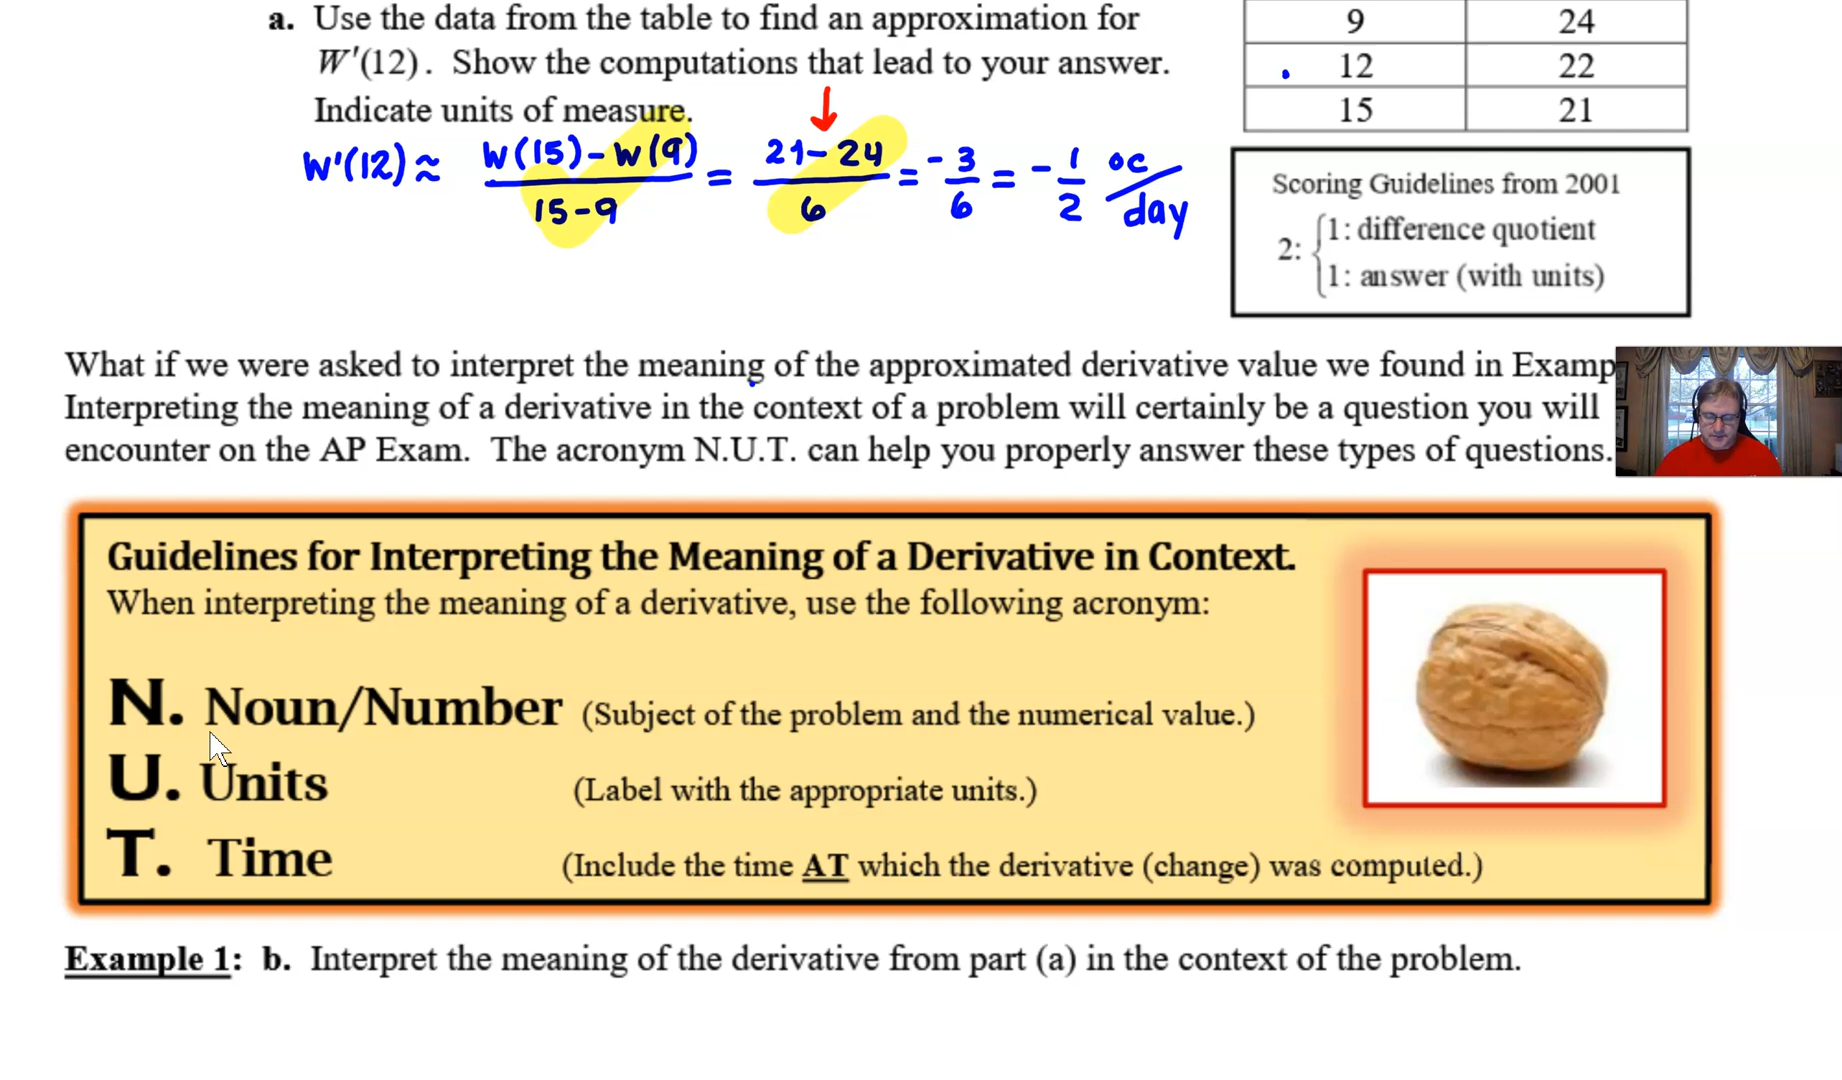 a. Use the data from the table to find an approximation for
W'(12). Show the computations that lead to your answer.
Indicate units of measure.
9 24
12 22
15 21
W'(12) ≈ W(15)-W(9) / 15-9 = 21-24 / 6 = -3/6 = -1/2 °C/day
Scoring Guidelines from 2001
2: { 1: difference quotient
1: answer (with units)
What if we were asked to interpret the meaning of the approximated derivative value we found in Examp
Interpreting the meaning of a derivative in the context of a problem will certainly be a question you will
encounter on the AP Exam. The acronym N.U.T. can help you properly answer these types of questions.
Guidelines for Interpreting the Meaning of a Derivative in Context.
When interpreting the meaning of a derivative, use the following acronym:
N. Noun/Number (Subject of the problem and the numerical value.)
U. Units (Label with the appropriate units.)
T. Time (Include the time AT which the derivative (change) was computed.)
Example 1: b. Interpret the meaning of the derivative from part (a) in the context of the problem.